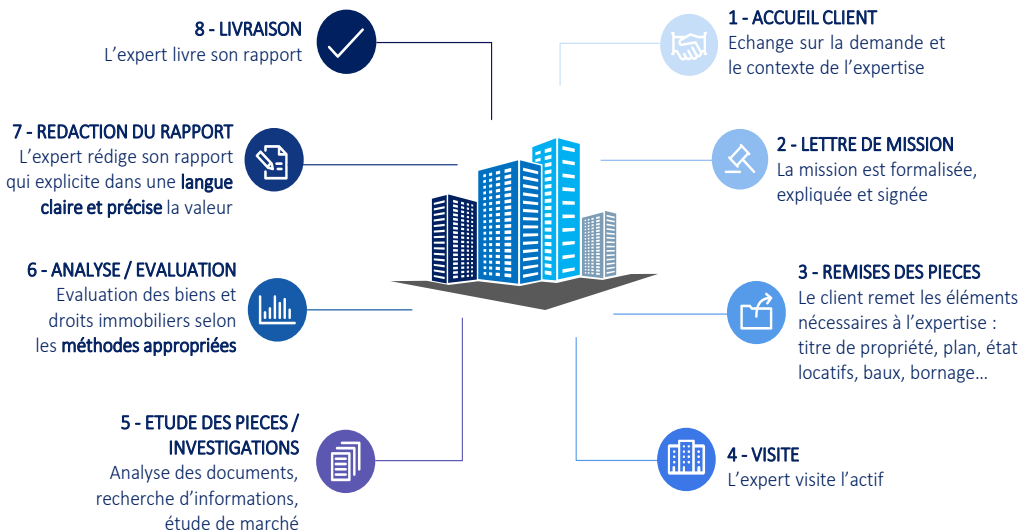 1 - ACCUEIL CLIENT
Echange sur la demande et
le contexte de l'expertise
2 - LETTRE DE MISSION
La mission est formalisée,
expliquée et signée
3 - REMISES DES PIECES
Le client remet les éléments
nécessaires à l'expertise :
titre de propriété, plan, état
locatifs, baux, bornage…
4 - VISITE
L'expert visite l'actif
5 - ETUDE DES PIECES /
INVESTIGATIONS
Analyse des documents,
recherche d'informations,
étude de marché
6 - ANALYSE / EVALUATION
Evaluation des biens et
droits immobiliers selon
les méthodes appropriées
7 - REDACTION DU RAPPORT
L'expert rédige son rapport
qui explicite dans une langue
claire et précise la valeur
8 - LIVRAISON
L'expert livre son rapport